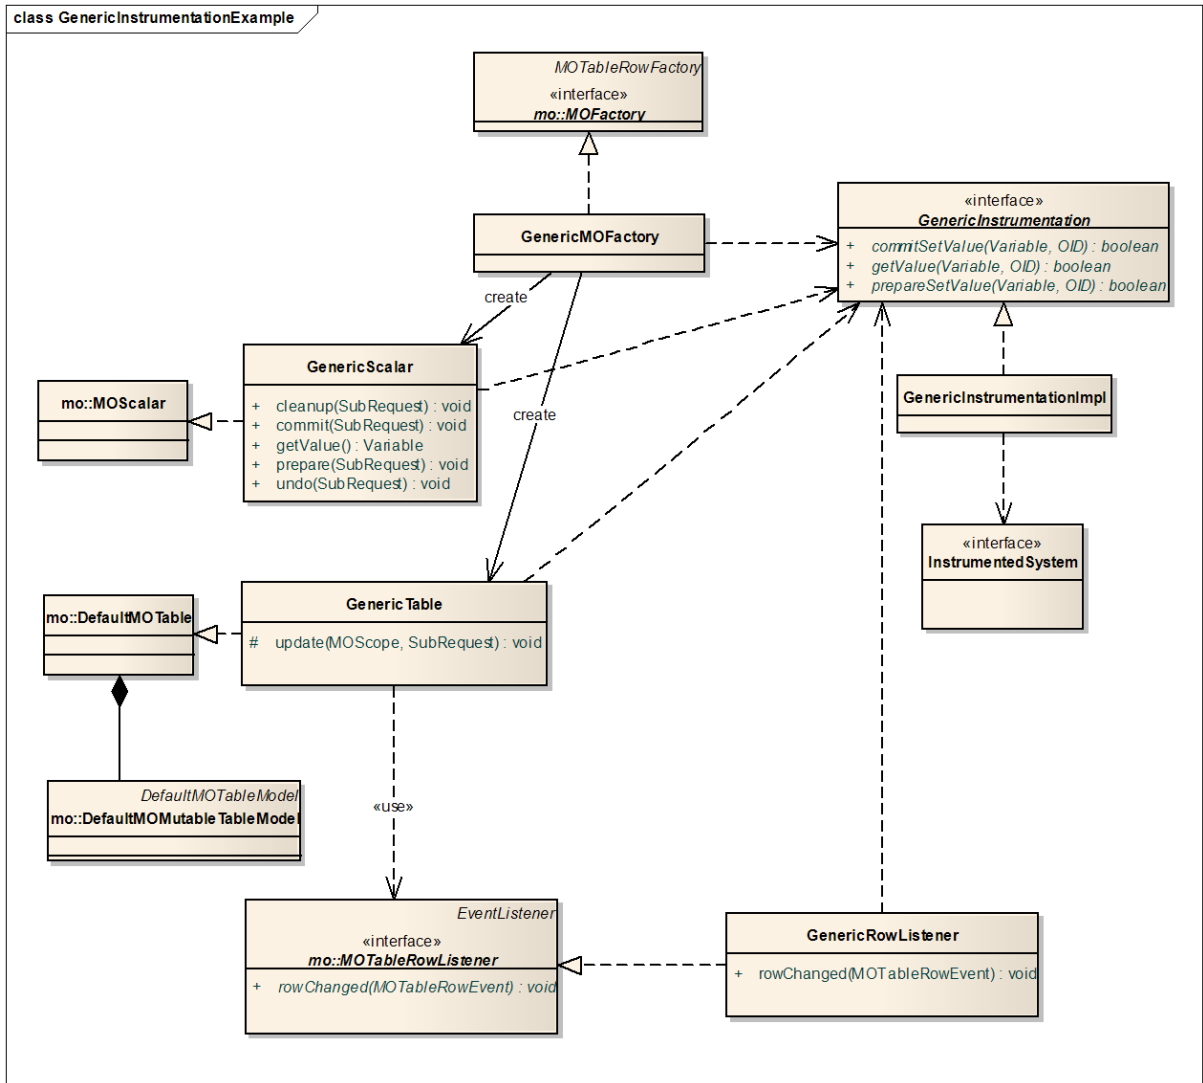 class GenericInstrumentationExample
MOTableRowFactory
«interface»
mo::MOFactory
«interface»
GenericInstrumentation
+ commitSetValue(Variable, OID) : boolean
+ getValue(Variable, OID) : boolean
+ prepareSetValue(Variable, OID) : boolean
GenericMOFactory
create
create
GenericScalar
+ cleanup(SubRequest) : void
+ commit(SubRequest) : void
+ getValue() : Variable
+ prepare(SubRequest) : void
+ undo(SubRequest) : void
mo::MOScalar
GenericInstrumentationImpl
«interface»
InstrumentedSystem
GenericTable
# update(MOScope, SubRequest) : void
mo::DefaultMOTable
DefaultMOTableModel
mo::DefaultMOMutableTableModel
«use»
EventListener
«interface»
mo::MOTableRowListener
+ rowChanged(MOTableRowEvent) : void
GenericRowListener
+ rowChanged(MOTableRowEvent) : void